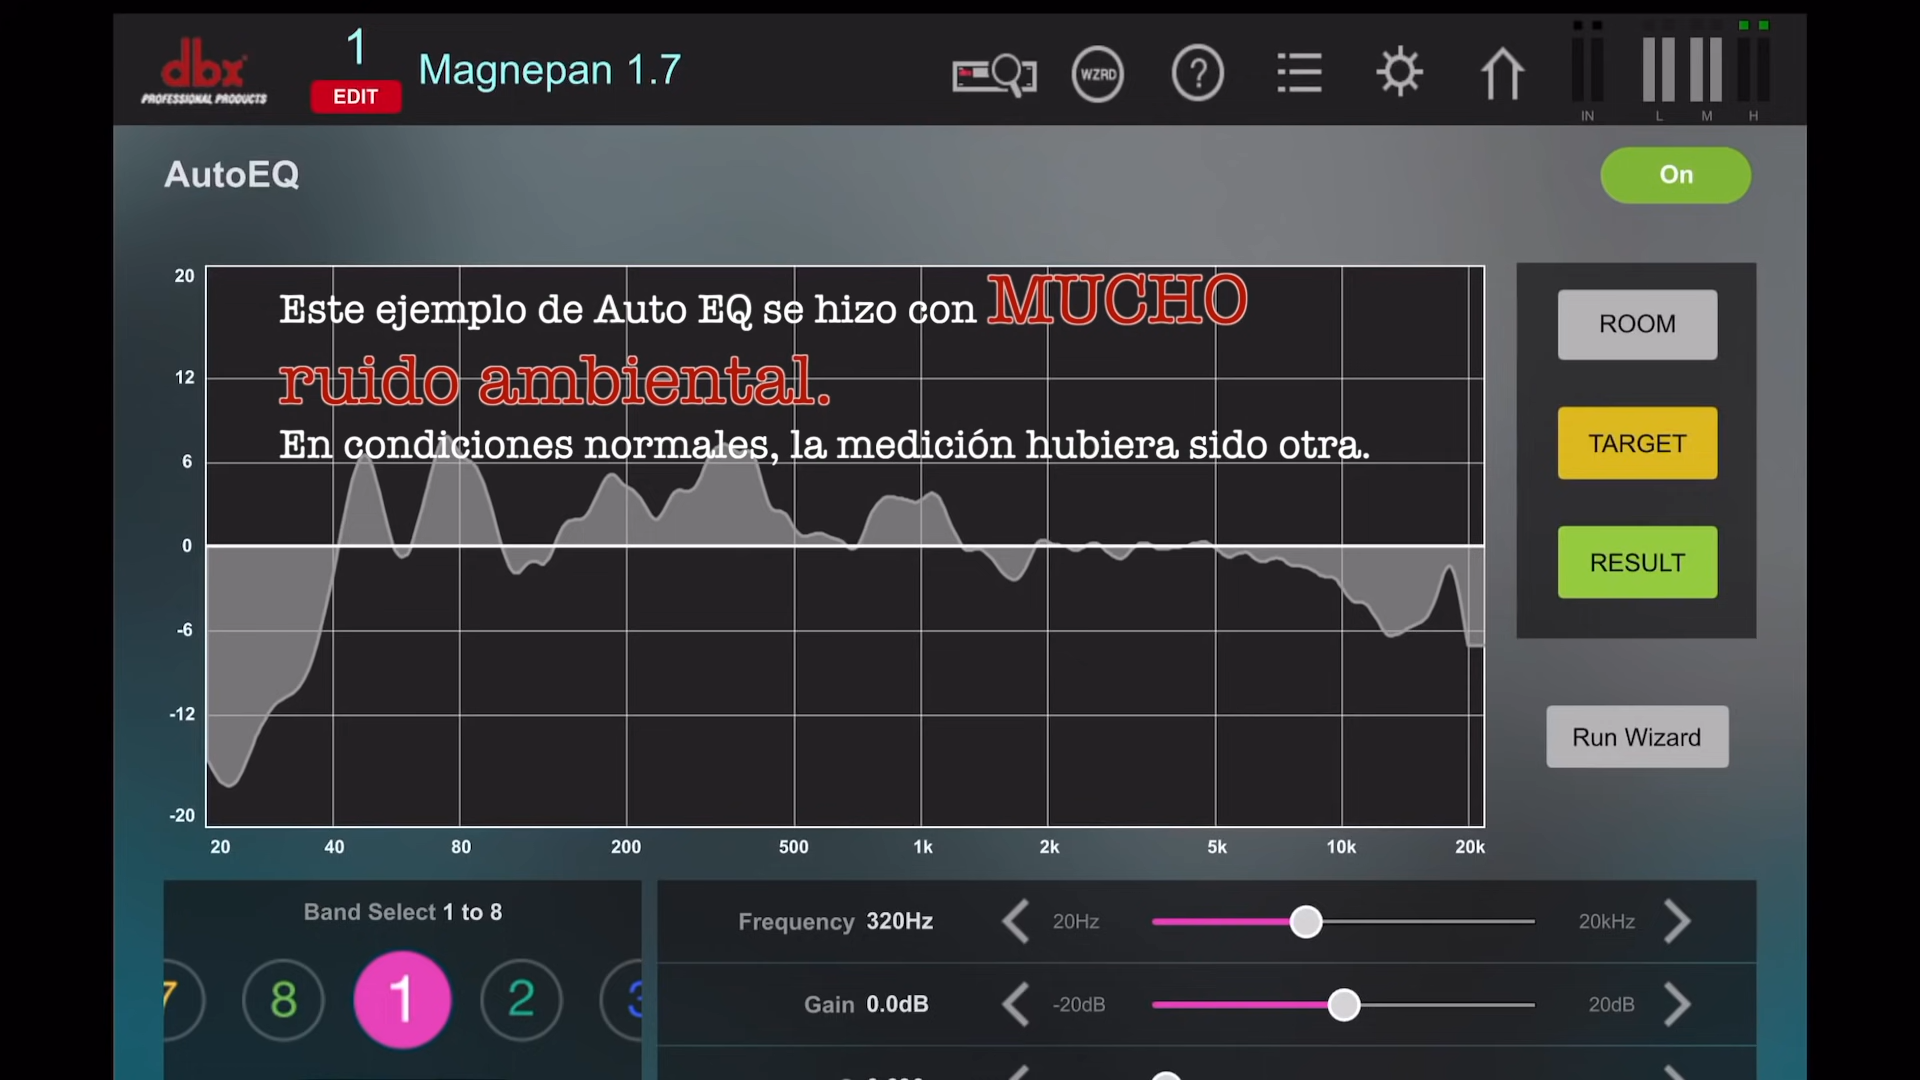 dbx
PROFESSIONAL PRODUCTS
1
EDIT
Magnepan 1.7
WZRD
?
IN
L
M
H
AutoEQ
On
Este ejemplo de Auto EQ se hizo con MUCHO
ruido ambiental.
En condiciones normales, la medición hubiera sido otra.
20
12
6
0
-6
-12
-20
20 40 80 200 500 1k 2k 5k 10k 20k
ROOM
TARGET
RESULT
Run Wizard
Band Select 1 to 8
7 8 1 2 3
Frequency 320Hz 20Hz 20kHz
Gain 0.0dB -20dB 20dB